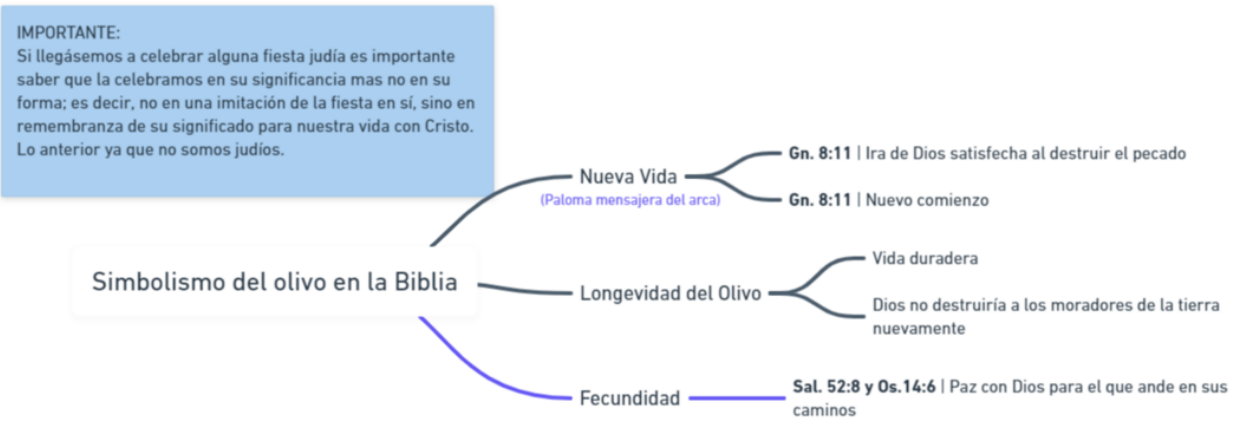 IMPORTANTE:
Si llegásemos a celebrar alguna fiesta judía es importante
saber que la celebramos en su significancia mas no en su
forma; es decir, no en una imitación de la fiesta en sí, sino en
remembranza de su significado para nuestra vida con Cristo.
Lo anterior ya que no somos judíos.
Simbolismo del olivo en la Biblia
Nueva Vida
(Paloma mensajera del arca)
Gn. 8:11 | Ira de Dios satisfecha al destruir el pecado
Gn. 8:11 | Nuevo comienzo
Longevidad del Olivo
Vida duradera
Dios no destruiría a los moradores de la tierra
nuevamente
Fecundidad
Sal. 52:8 y Os.14:6 | Paz con Dios para el que ande en sus
caminos